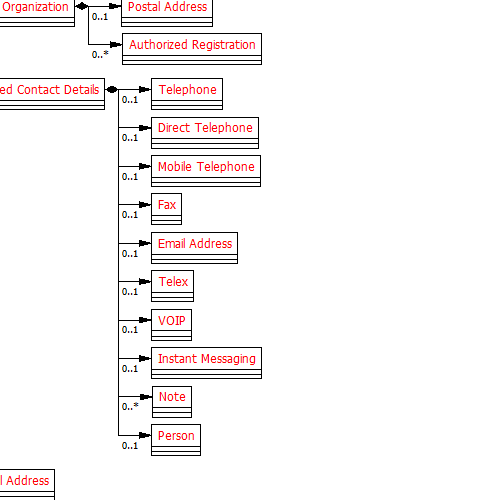 Organization
Postal Address
0..1
Authorized Registration
0..*
ed Contact Details
Telephone
0..1
Direct Telephone
0..1
Mobile Telephone
0..1
Fax
0..1
Email Address
0..1
Telex
0..1
VOIP
0..1
Instant Messaging
0..1
Note
0..*
Person
0..1
l Address